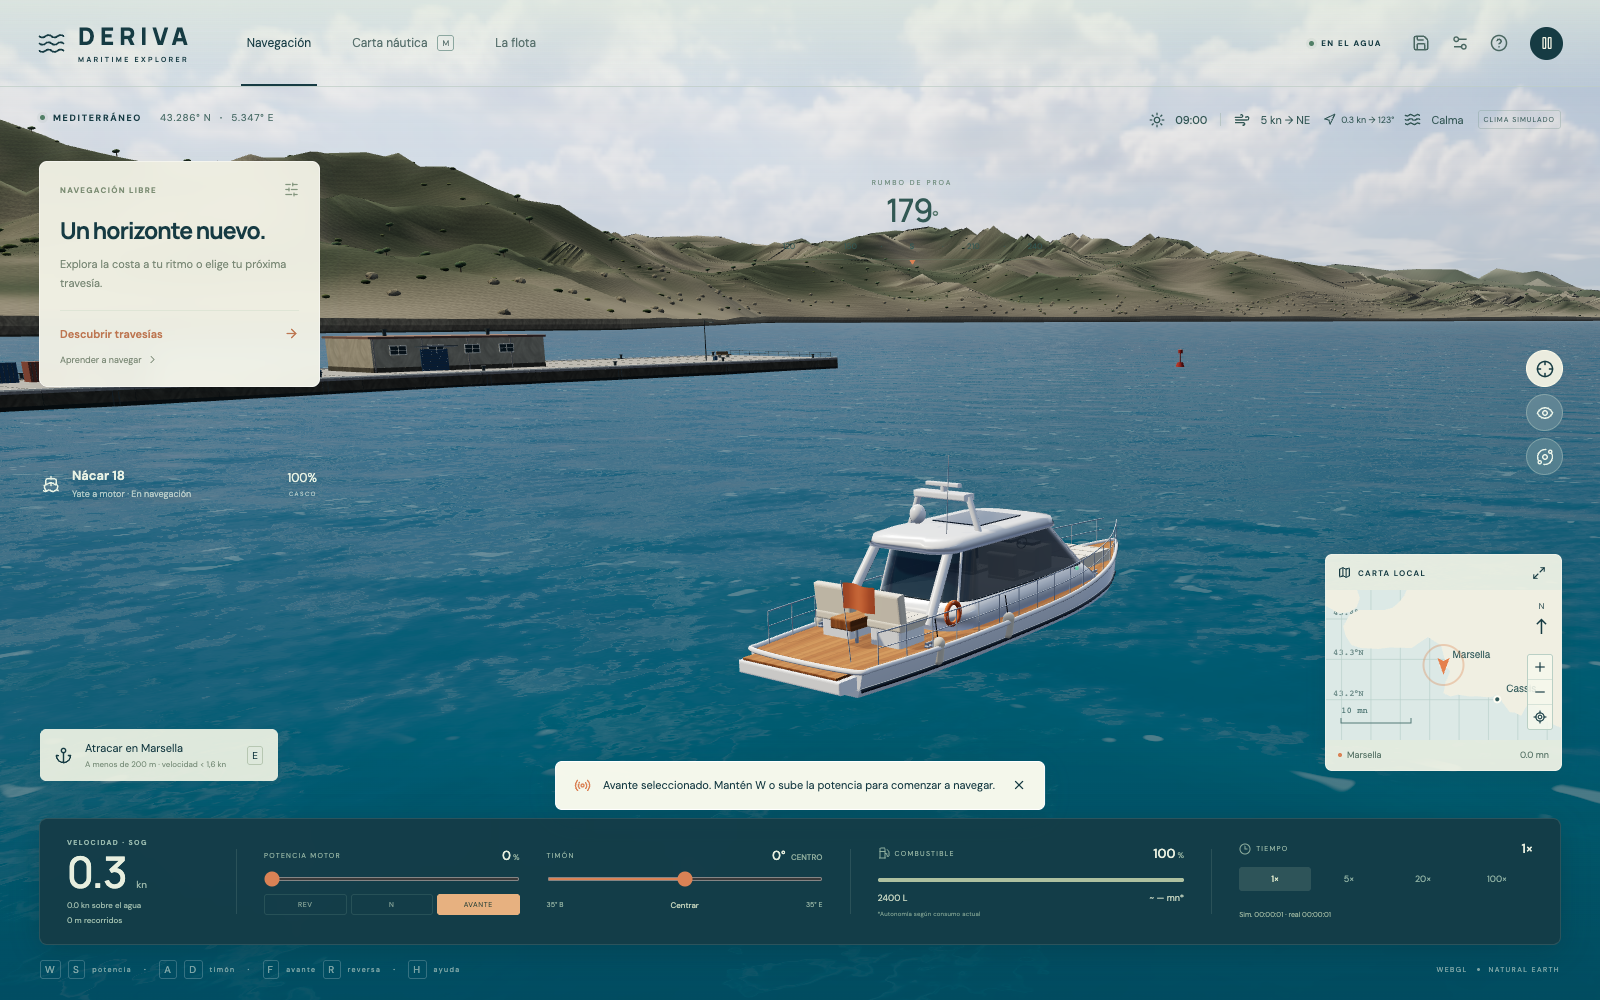 DERIVA
MARITIME EXPLORER
Navegación
Carta náutica M
La flota
EN EL AGUA
MEDITERRÁNEO 43.286° N · 5.347° E
09:00
5 kn → NE
0.3 kn → 123°
Calma
CLIMA SIMULADO
NAVEGACIÓN LIBRE
Un horizonte nuevo.
Explora la costa a tu ritmo o elige tu próxima
travesía.
Descubrir travesías →
Aprender a navegar
RUMBO DE PROA
179°
Nácar 18
Yate a motor · En navegación
100%
CASCO
CARTA LOCAL
N
43.3°N
Marsella
43.2°N
Cass
10 mn
+
−
Marsella 0.0 mn
Atracar en Marsella
A menos de 200 m · velocidad < 1,6 kn
E
Avante seleccionado. Mantén W o sube la potencia para comenzar a navegar.
VELOCIDAD · SOG
0.3 kn
0.0 kn sobre el agua
0 m recorridos
POTENCIA MOTOR 0 %
REV N AVANTE
TIMÓN 0° CENTRO
35° B Centrar 35° E
COMBUSTIBLE 100 %
2400 L ~ — mn*
*Autonomía según consumo actual
TIEMPO 1×
1× 5× 20× 100×
Sim. 00:00:01 · real 00:00:01
W S potencia · A D timón · F avante R reversa · H ayuda
WEBGL • NATURAL EARTH